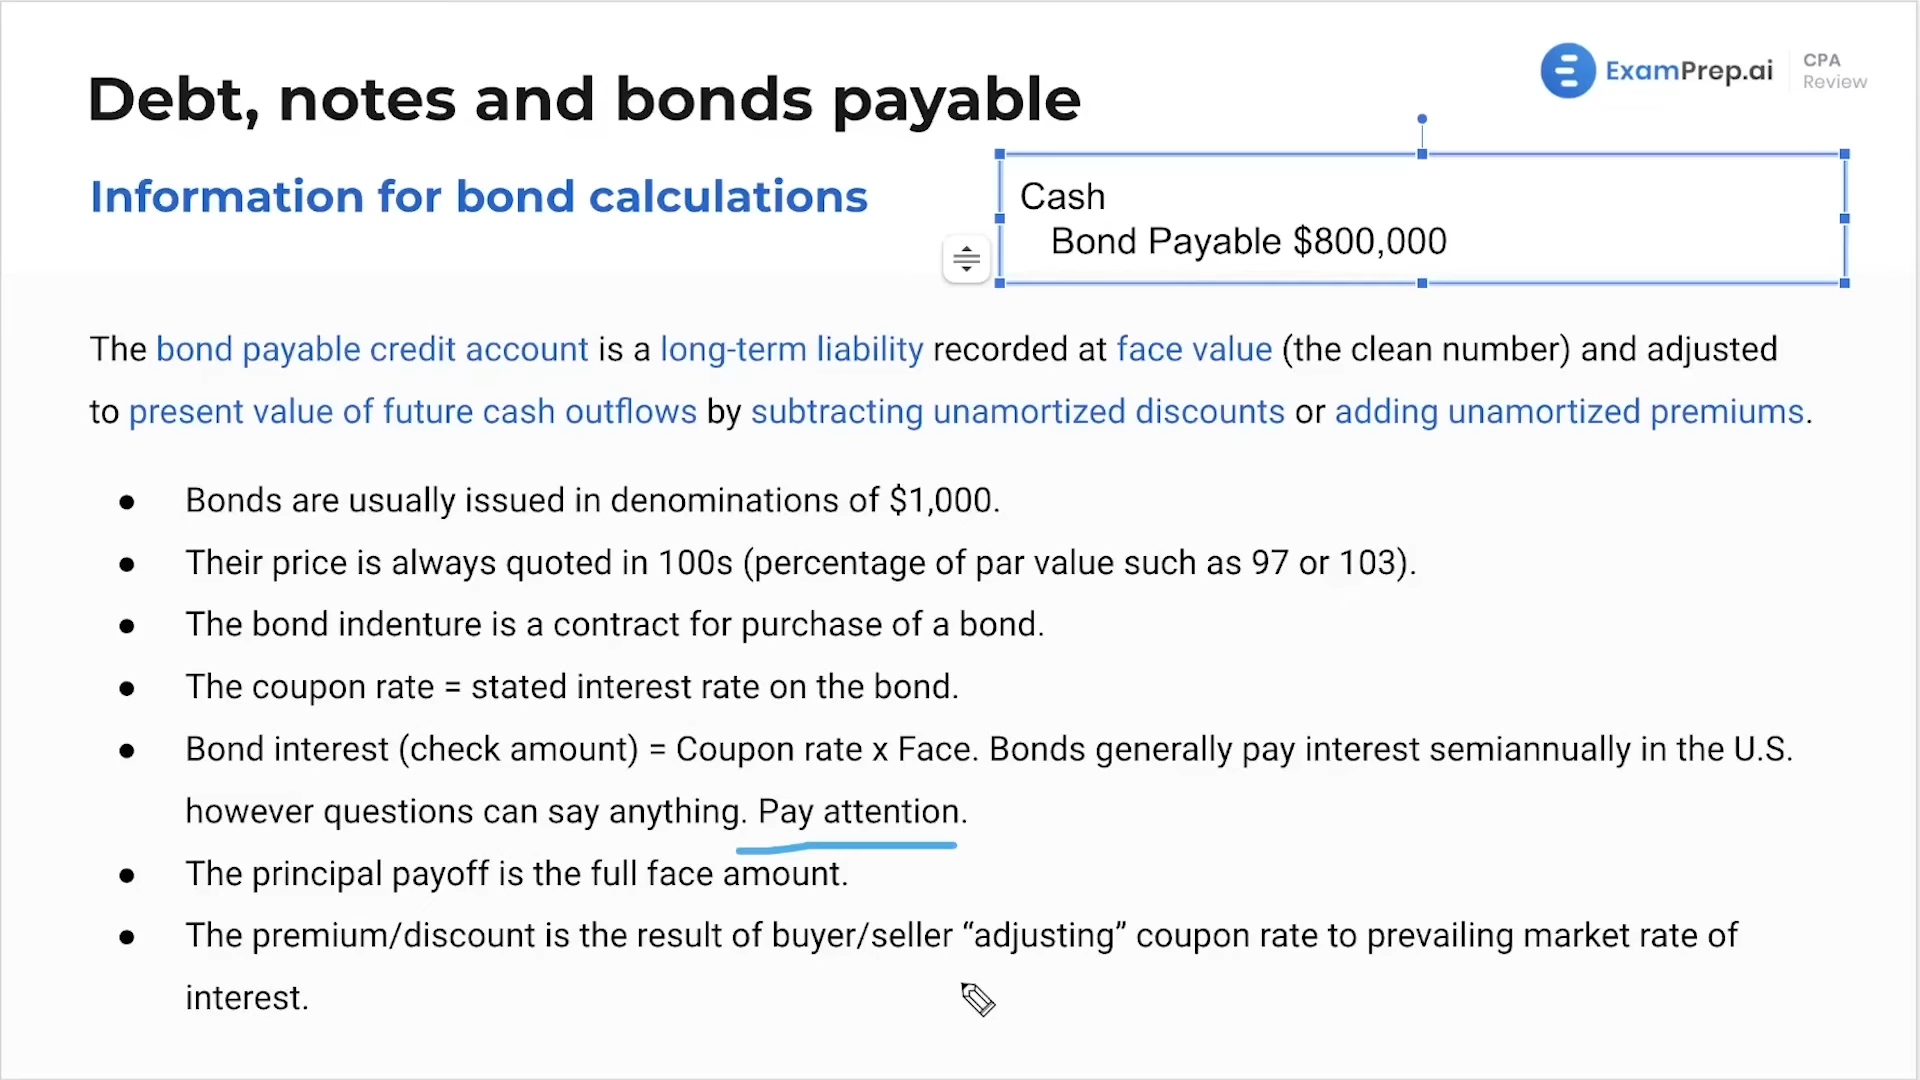 Debt, notes and bonds payable
ExamPrep.ai
CPA
Review
Information for bond calculations
Cash
Bond Payable $800,000
The bond payable credit account is a long-term liability recorded at face value (the clean number) and adjusted
to present value of future cash outflows by subtracting unamortized discounts or adding unamortized premiums.
● Bonds are usually issued in denominations of $1,000.
● Their price is always quoted in 100s (percentage of par value such as 97 or 103).
● The bond indenture is a contract for purchase of a bond.
● The coupon rate = stated interest rate on the bond.
● Bond interest (check amount) = Coupon rate x Face. Bonds generally pay interest semiannually in the U.S.
however questions can say anything. Pay attention.
● The principal payoff is the full face amount.
● The premium/discount is the result of buyer/seller “adjusting” coupon rate to prevailing market rate of
interest.